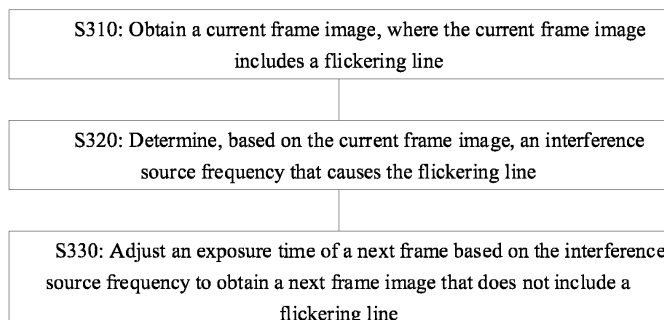 S310: Obtain a current frame image, where the current frame image
includes a flickering line
S320: Determine, based on the current frame image, an interference
source frequency that causes the flickering line
S330: Adjust an exposure time of a next frame based on the interference
source frequency to obtain a next frame image that does not include a
flickering line